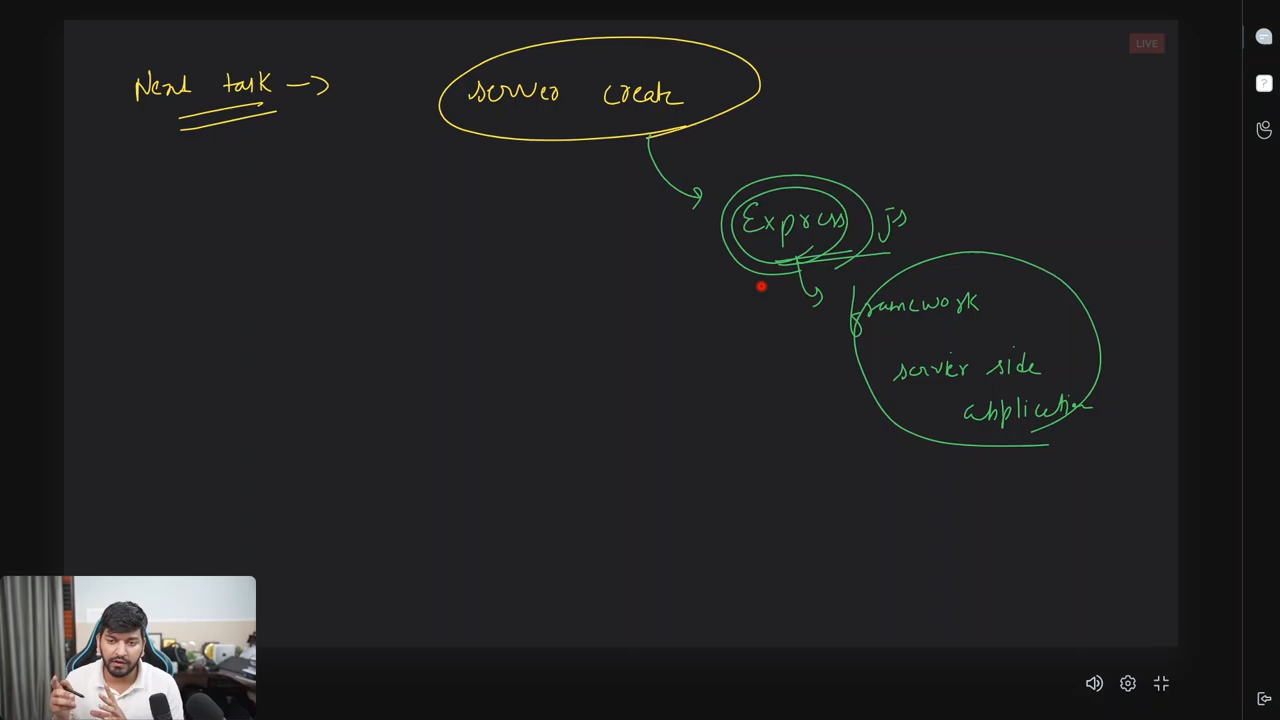 Next task →
server create
LIVE
Express js
framework
server side
application